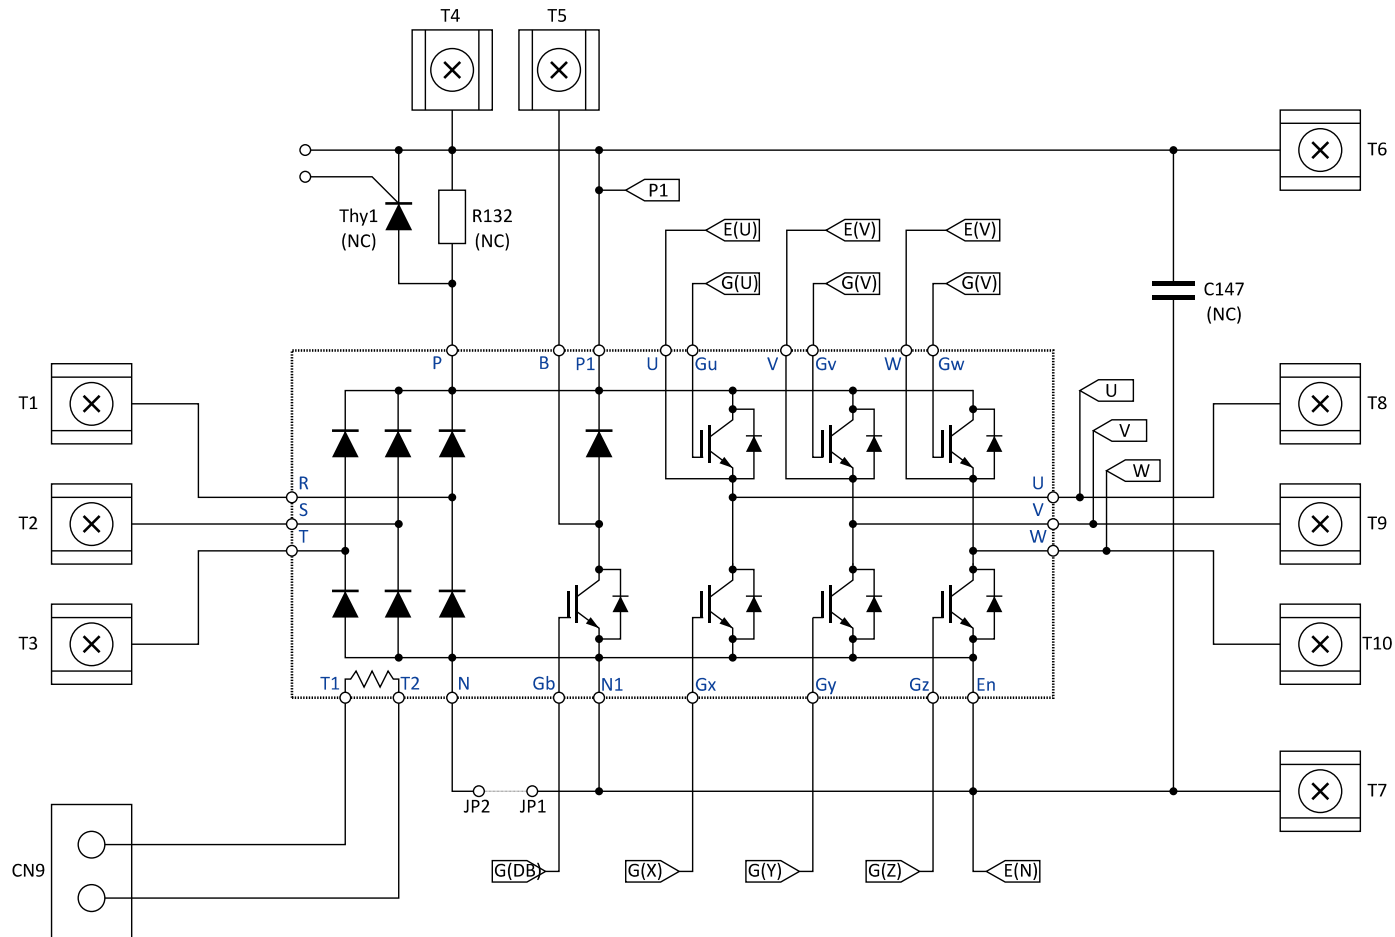 T4
T5
T6
P1
Thy1
(NC)
R132
(NC)
E(U)
E(V)
E(V)
G(U)
G(V)
G(V)
C147
(NC)
P
B
P1
U
Gu
V
Gv
W
Gw
T1
U
T8
V
W
R
U
S
V
T2
T9
T
W
T3
T10
T1
T2
N
Gb
N1
Gx
Gy
Gz
En
JP2
JP1
T7
CN9
G(DB)
G(X)
G(Y)
G(Z)
E(N)